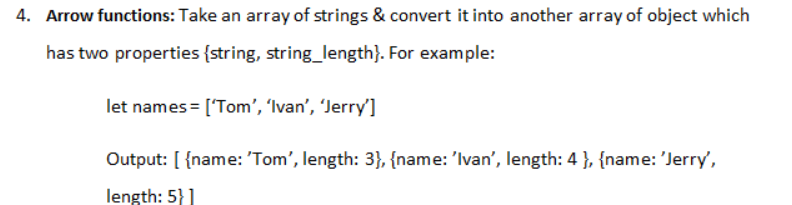 4. Arrow functions: Take an array of strings & convert it into another array of object which
has two properties {string, string_length}. For example:
let names = [‘Tom’, ‘Ivan’, ‘Jerry’]
Output: [ {name: ’Tom’, length: 3}, {name: ’Ivan’, length: 4 }, {name: ’Jerry’,
length: 5} ]